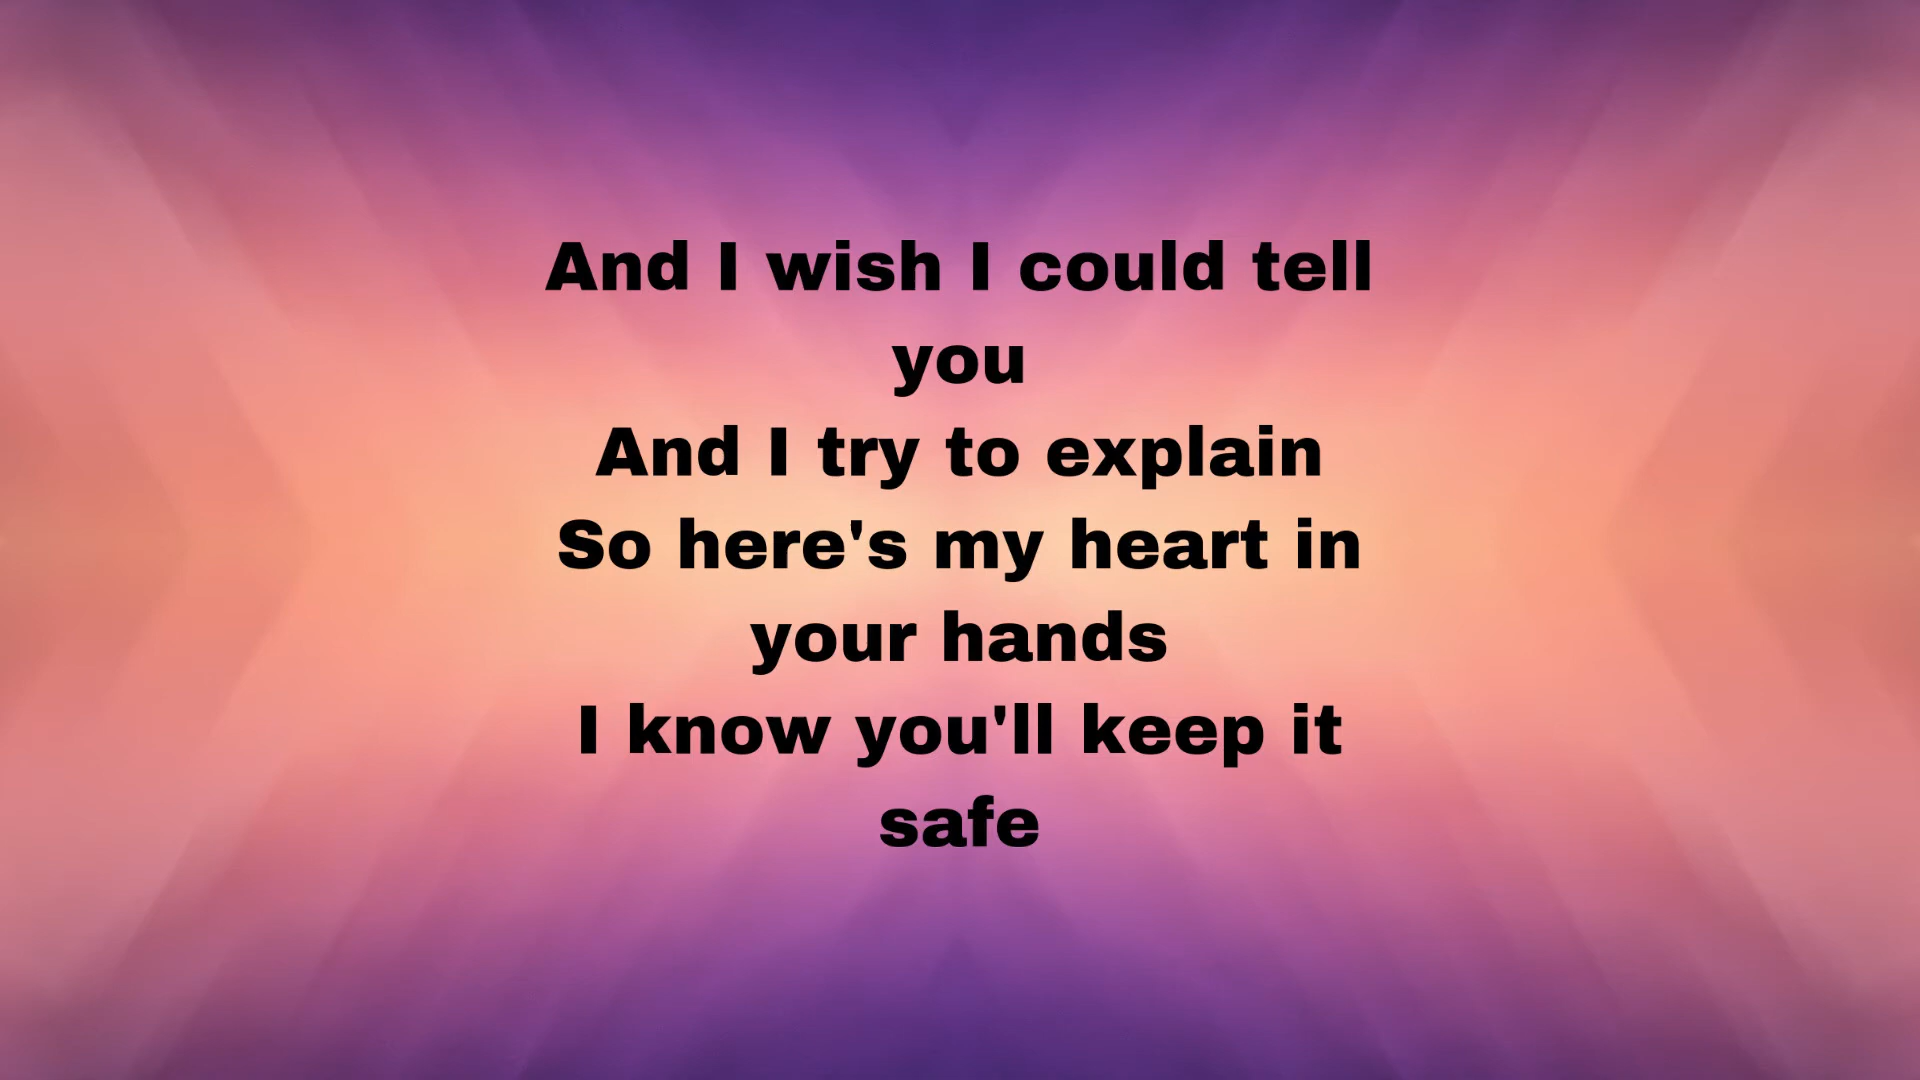 And I wish I could tell
you
And I try to explain
So here's my heart in
your hands
I know you'll keep it
safe